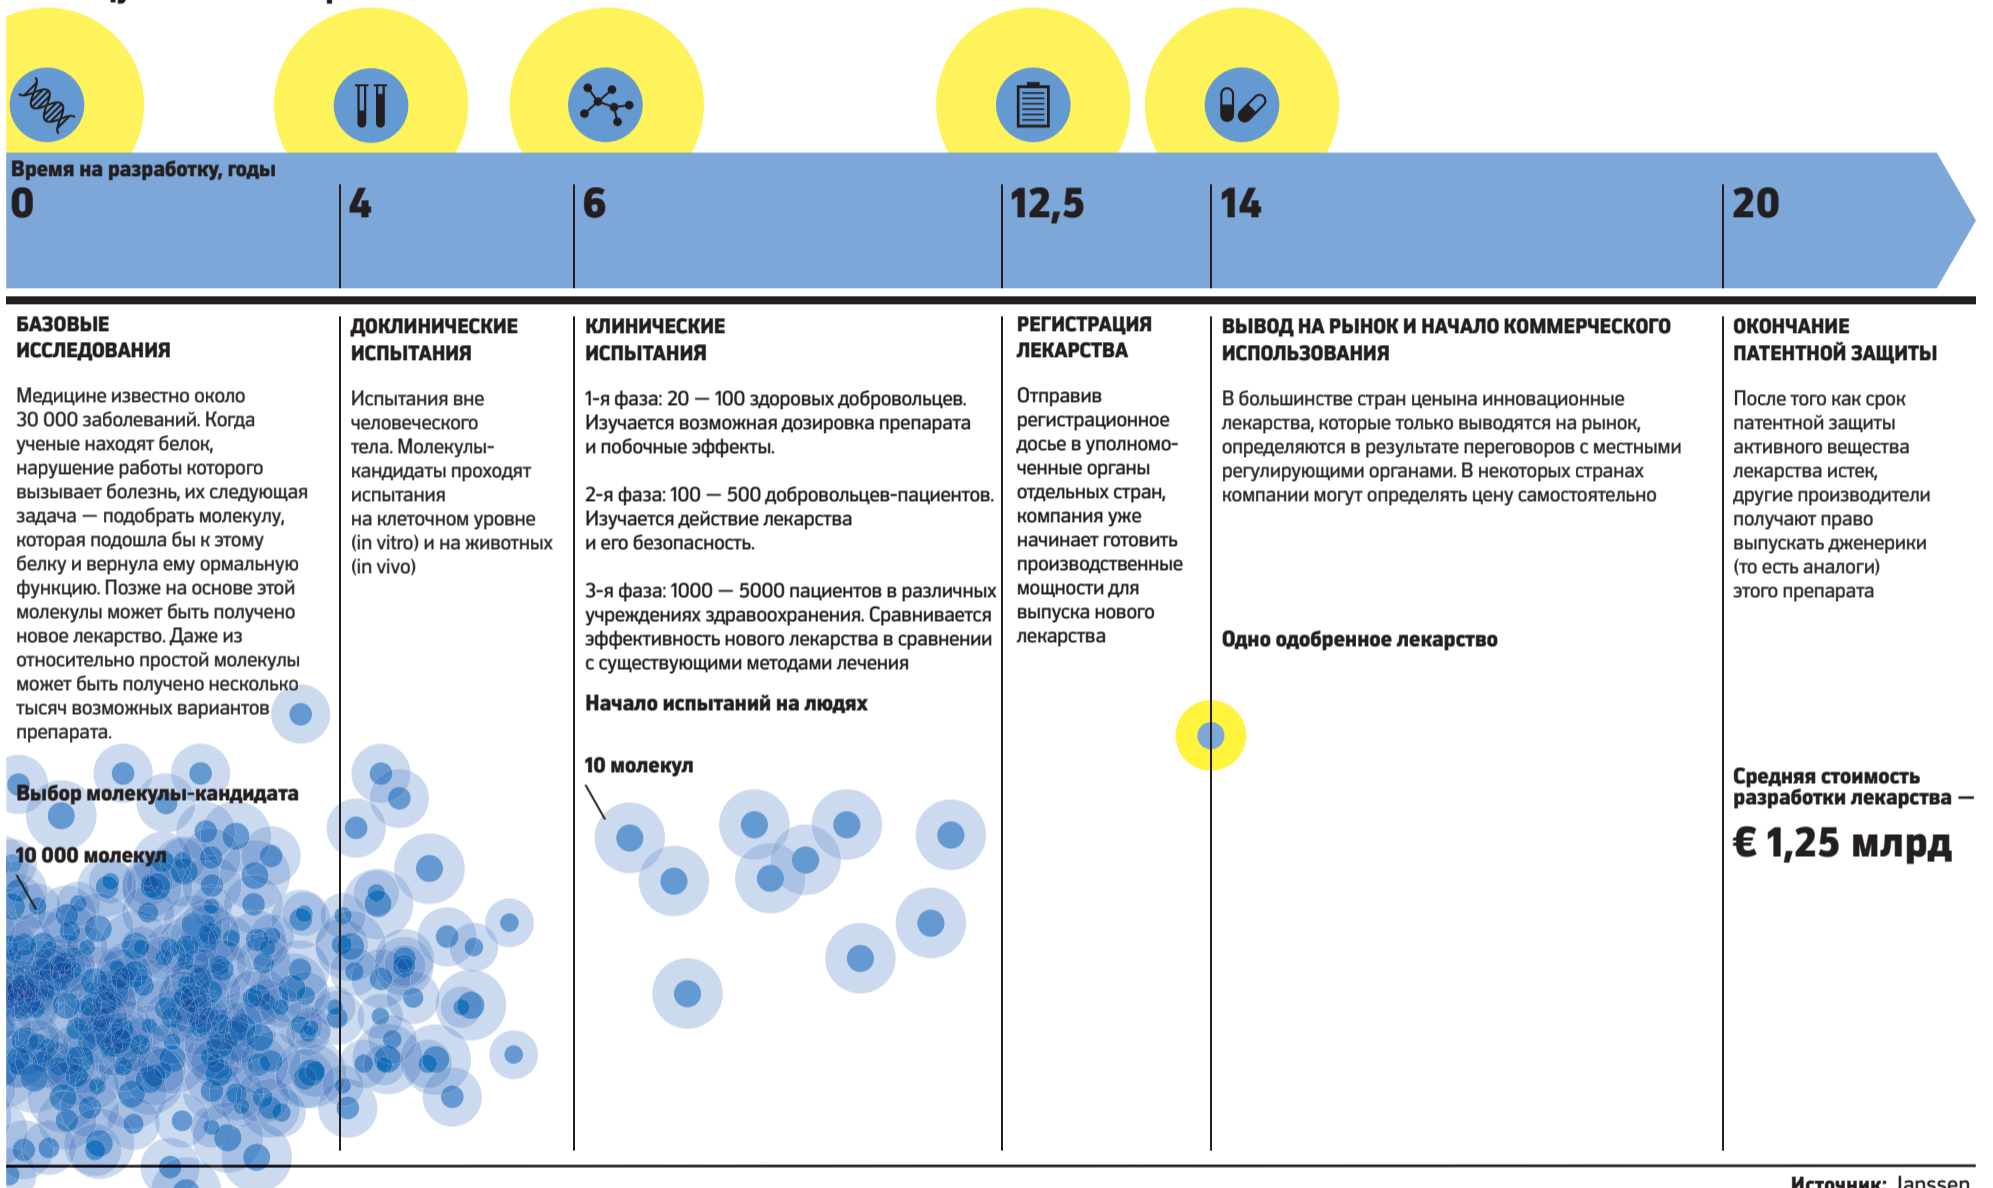 Время на разработку, годы
0
4
6
12,5
14
20
БАЗОВЫЕ
ИССЛЕДОВАНИЯ
Медицине известно около
30 000 заболеваний. Когда
ученые находят белок,
нарушение работы которого
вызывает болезнь, их следующая
задача — подобрать молекулу,
которая подошла бы к этому
белку и вернула ему ормальную
функцию. Позже на основе этой
молекулы может быть получено
новое лекарство. Даже из
относительно простой молекулы
может быть получено несколько
тысяч возможных вариантов
препарата.
Выбор молекулы-кандидата
10 000 молекул
ДОКЛИНИЧЕСКИЕ
ИСПЫТАНИЯ
Испытания вне
человеческого
тела. Молекулы-
кандидаты проходят
испытания
на клеточном уровне
(in vitro) и на животных
(in vivo)
КЛИНИЧЕСКИЕ
ИСПЫТАНИЯ
1-я фаза: 20 — 100 здоровых добровольцев.
Изучается возможная дозировка препарата
и побочные эффекты.
2-я фаза: 100 — 500 добровольцев-пациентов.
Изучается действие лекарства
и его безопасность.
3-я фаза: 1000 — 5000 пациентов в различных
учреждениях здравоохранения. Сравнивается
эффективность нового лекарства в сравнении
с существующими методами лечения
Начало испытаний на людях
10 молекул
РЕГИСТРАЦИЯ
ЛЕКАРСТВА
Отправив
регистрационное
досье в уполномо-
ченные органы
отдельных стран,
компания уже
начинает готовить
производственные
мощности для
выпуска нового
лекарства
ВЫВОД НА РЫНОК И НАЧАЛО КОММЕРЧЕСКОГО
ИСПОЛЬЗОВАНИЯ
В большинстве стран ценына инновационные
лекарства, которые только выводятся на рынок,
определяются в результате переговоров с местными
регулирующими органами. В некоторых странах
компании могут определять цену самостоятельно
Одно одобренное лекарство
ОКОНЧАНИЕ
ПАТЕНТНОЙ ЗАЩИТЫ
После того как срок
патентной защиты
активного вещества
лекарства истек,
другие производители
получают право
выпускать дженерики
(то есть аналоги)
этого препарата
Средняя стоимость
разработки лекарства —
€ 1,25 млрд
Источник: Janssen